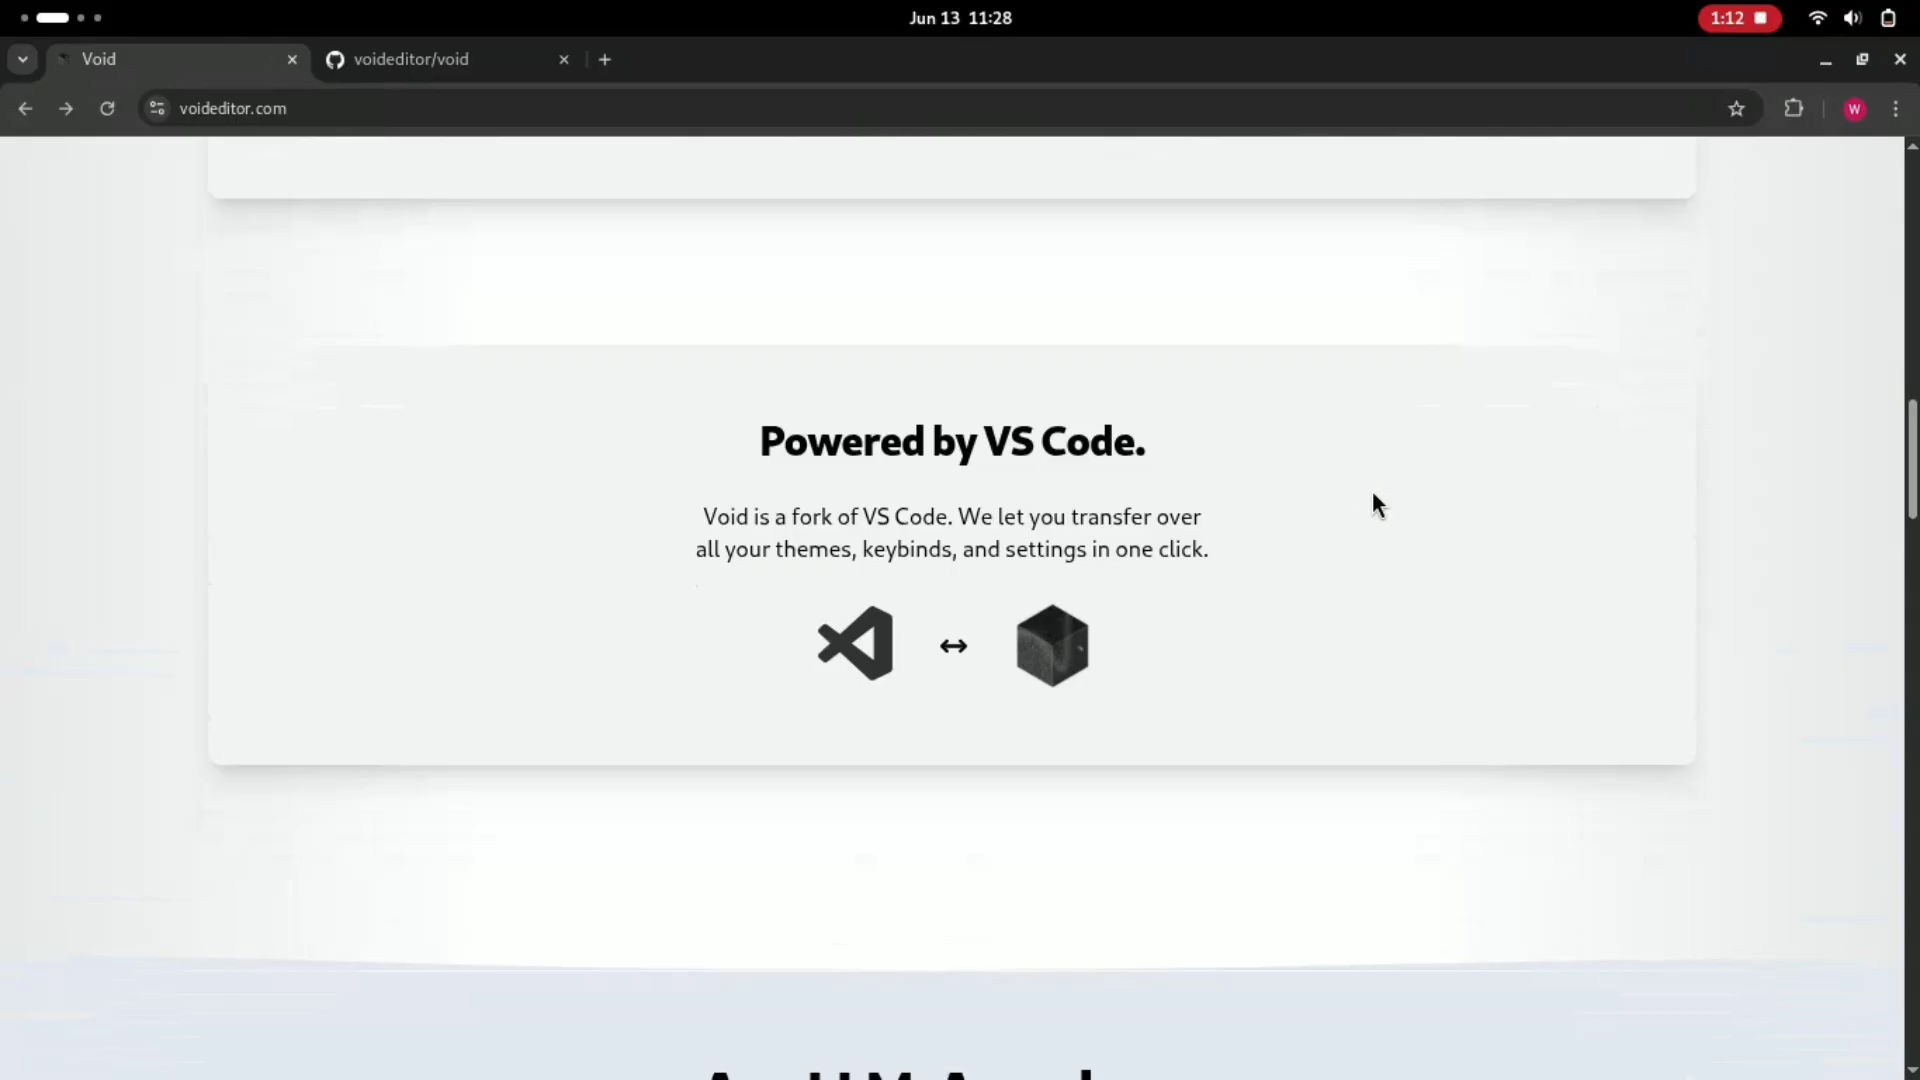 Jun 13 11:28
1:12
Void
voideditor/void
voideditor.com
W
Powered by VS Code.
Void is a fork of VS Code. We let you transfer over
all your themes, keybinds, and settings in one click.